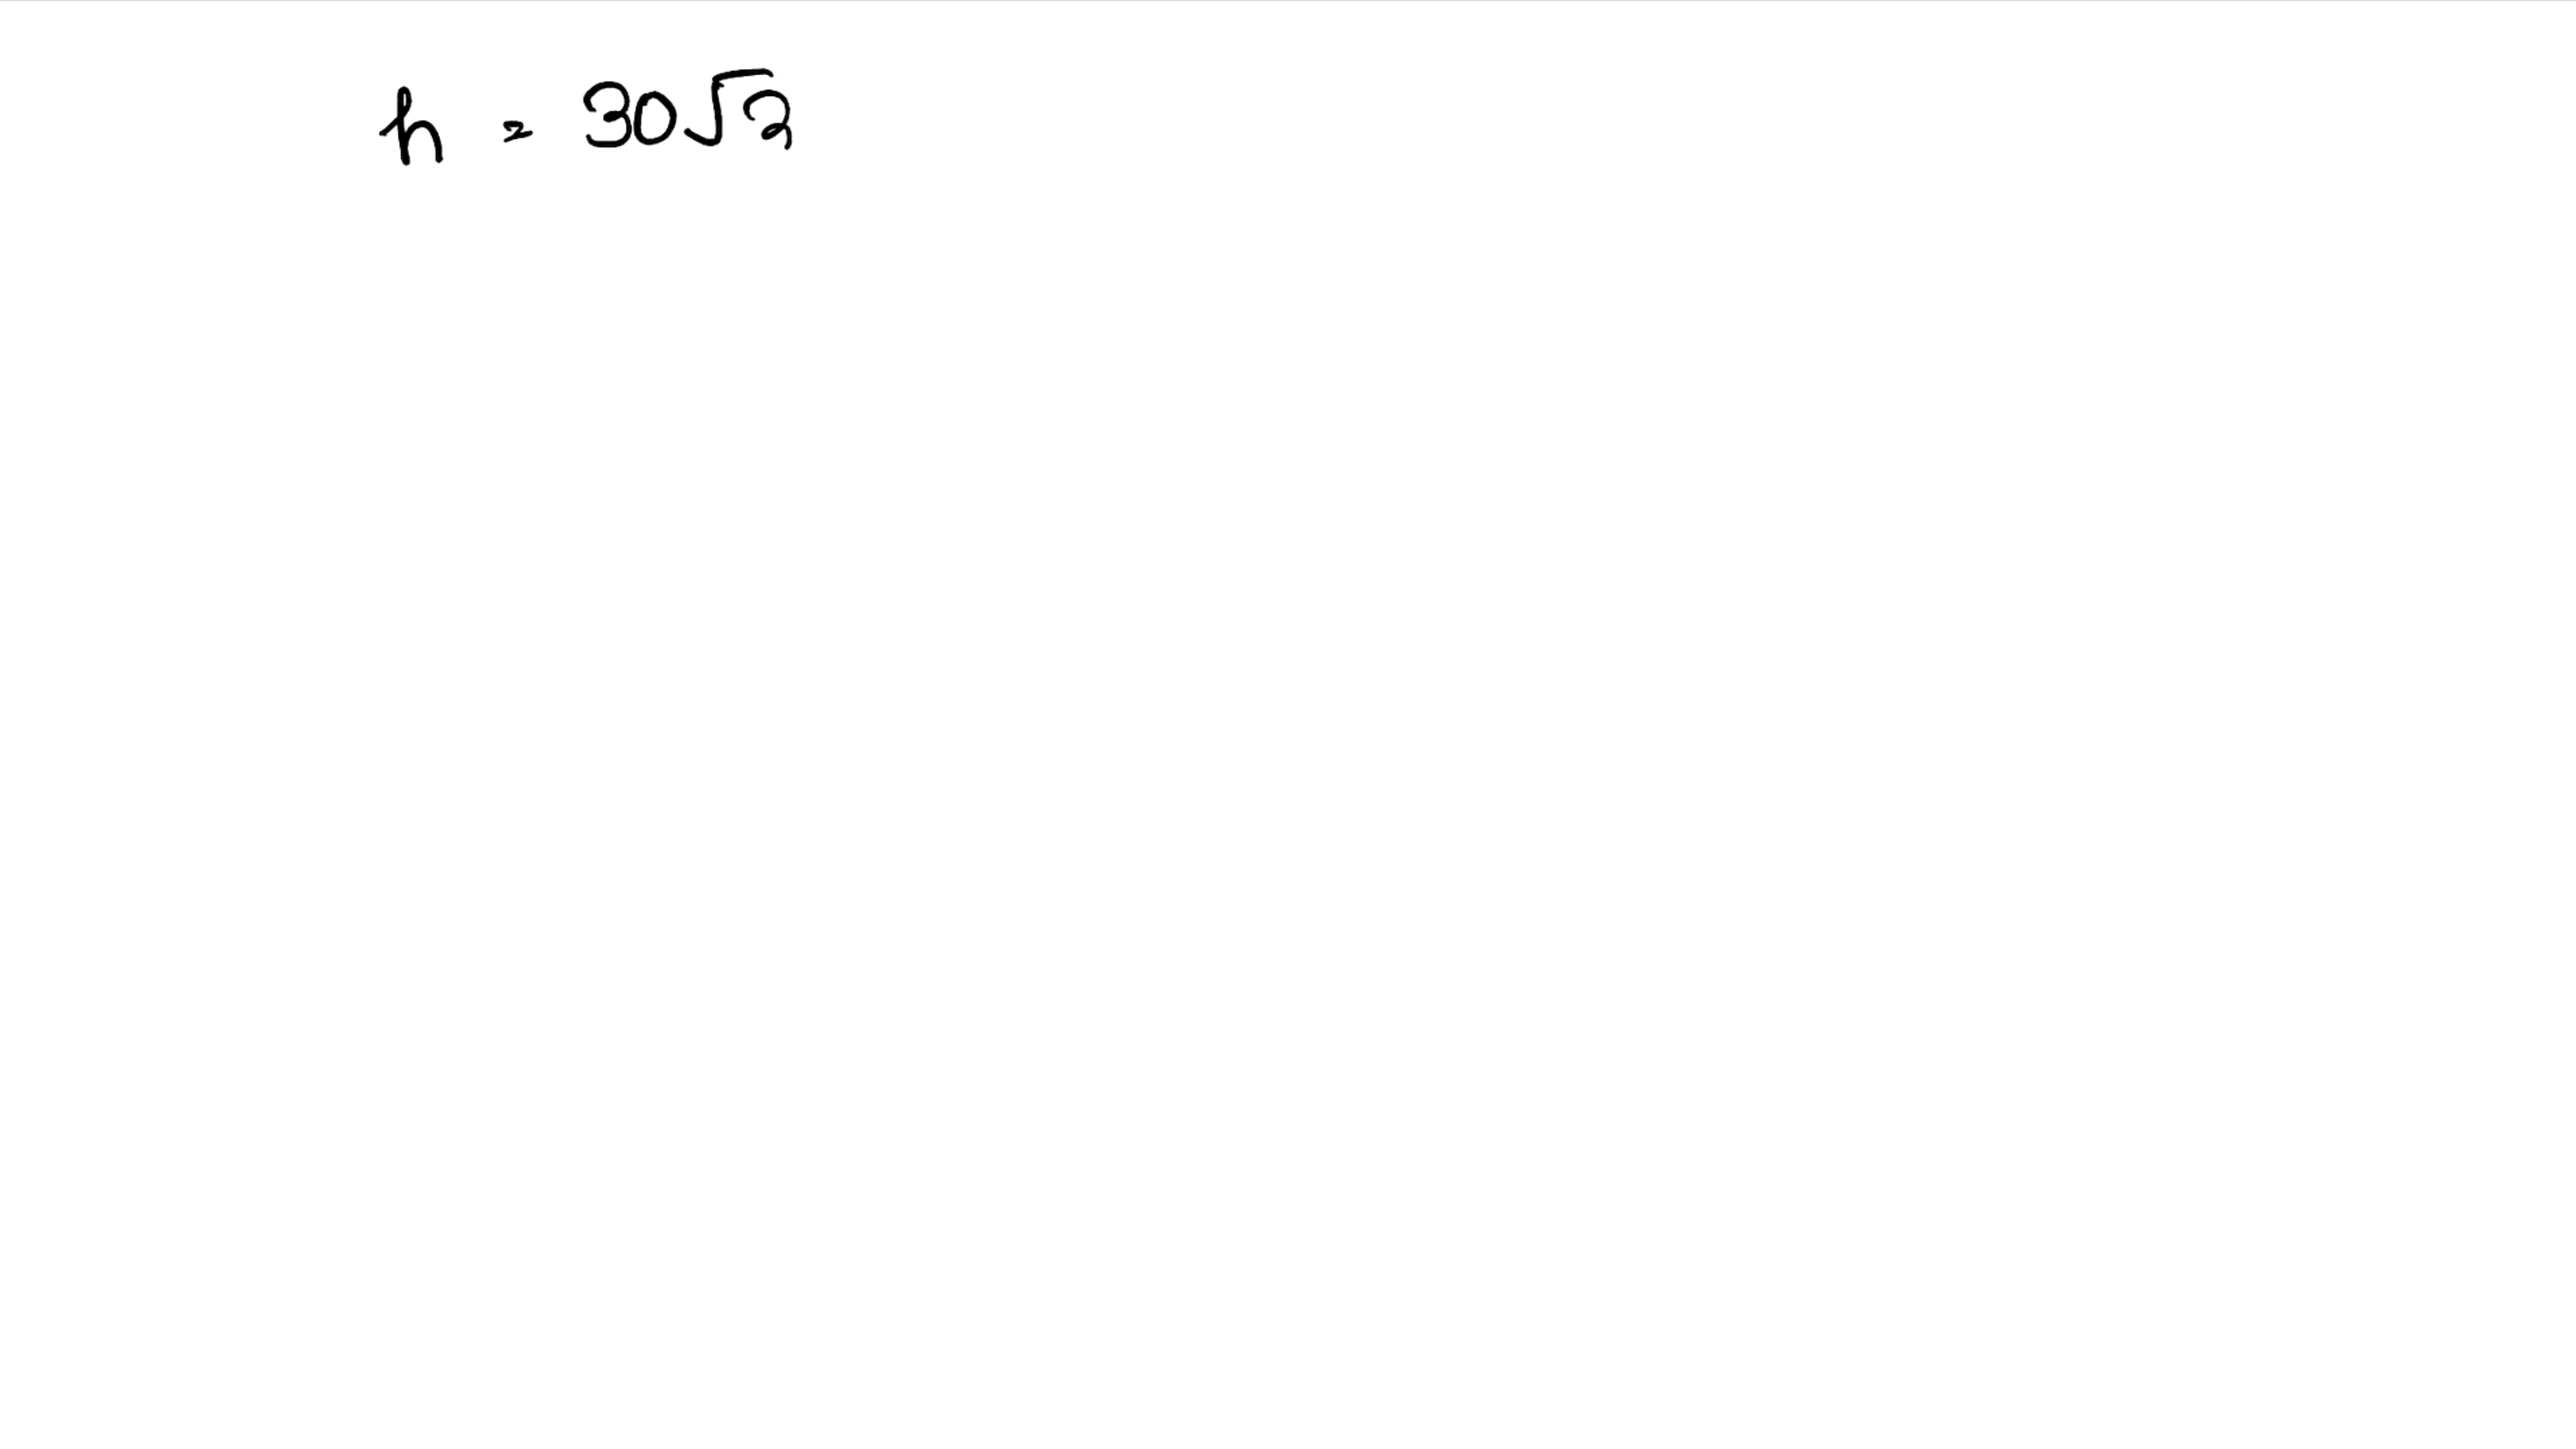 h = 30√2